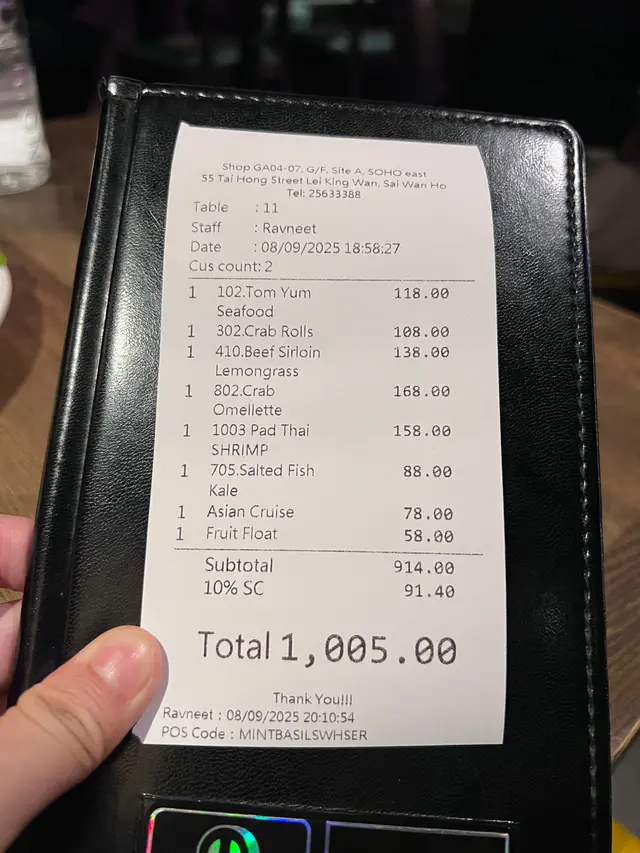 Shop GA04-07, G/F, Site A, SOHO east
55 Tai Hong Street Lei King Wan, Sai Wan Ho
Tel: 25633388
Table : 11
Staff : Ravneet
Date : 08/09/2025 18:58:27
Cus count: 2
1 102.Tom Yum 118.00
Seafood
1 302.Crab Rolls 108.00
1 410.Beef Sirloin 138.00
Lemongrass
1 802.Crab 168.00
Omellette
1 1003 Pad Thai 158.00
SHRIMP
1 705.Salted Fish 88.00
Kale
1 Asian Cruise 78.00
1 Fruit Float 58.00
Subtotal 914.00
10% SC 91.40
Total 1,005.00
Thank You!!!
Ravneet : 08/09/2025 20:10:54
POS Code : MINTBASILSWHSER